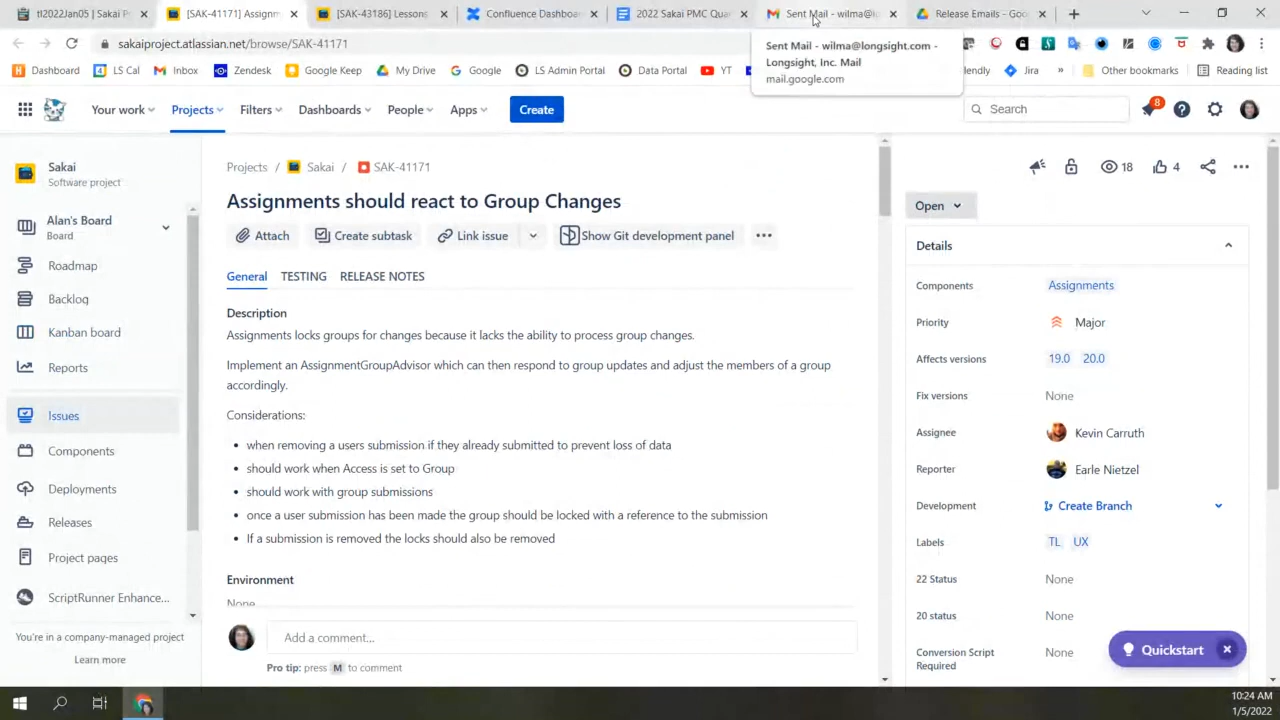 tl2022Jan05 | Sakai P
[SAK-41171] Assignm
[SAK-43186] Lessons
Confluence Dashboar
2022 Sakai PMC Qua
Sent Mail - wilma@lo
Release Emails - Goo
sakaiproject.atlassian.net/browse/SAK-41171
Sent Mail - wilma@longsight.com -
Longsight, Inc. Mail
mail.google.com
Dashboard
LS Cal
Inbox
Zendesk
Google Keep
My Drive
Google
LS Admin Portal
Data Portal
YT
lendly
Jira
»
Other bookmarks
Reading list
Your work
Projects
Filters
Dashboards
People
Apps
Create
Search
8
Sakai
Software project
Alan's Board
Board
Roadmap
Backlog
Kanban board
Reports
Issues
Components
Deployments
Releases
Project pages
ScriptRunner Enhance...
You're in a company-managed project
Learn more
Projects / Sakai / SAK-41171
Assignments should react to Group Changes
Attach
Create subtask
Link issue
Show Git development panel
General
TESTING
RELEASE NOTES
Description
Assignments locks groups for changes because it lacks the ability to process group changes.
Implement an AssignmentGroupAdvisor which can then respond to group updates and adjust the members of a group
accordingly.
Considerations:
• when removing a users submission if they already submitted to prevent loss of data
• should work when Access is set to Group
• should work with group submissions
• once a user submission has been made the group should be locked with a reference to the submission
• If a submission is removed the locks should also be removed
Environment
None
Add a comment...
Pro tip: press M to comment
18
4
Open
Details
Components
Assignments
Priority
Major
Affects versions
19.0 20.0
Fix versions
None
Assignee
Kevin Carruth
Reporter
Earle Nietzel
Development
Create Branch
Labels
TL UX
22 Status
None
20 status
None
Conversion Script
Required
None
Quickstart
10:24 AM
1/5/2022